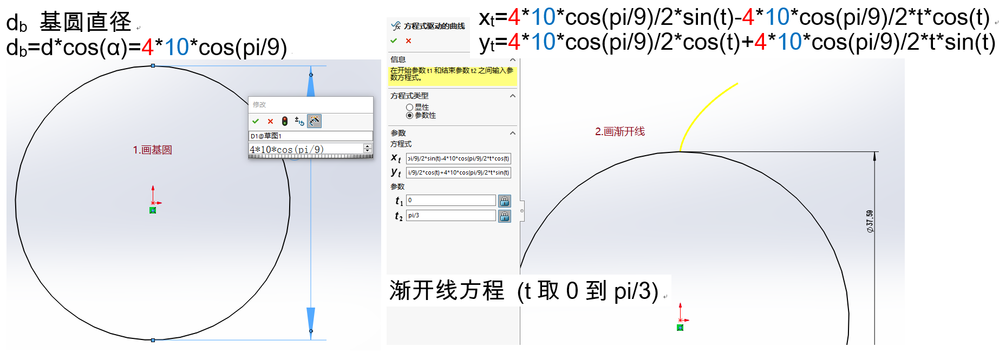 d_b 基圆直径
d_b=d*cos(α)=4*10*cos(pi/9)
修改
D1@草图1
4*10*cos(pi/9)
1.画基圆
x_t=4*10*cos(pi/9)/2*sin(t)-4*10*cos(pi/9)/2*t*cos(t)
y_t=4*10*cos(pi/9)/2*cos(t)+4*10*cos(pi/9)/2*t*sin(t)
方程式驱动的曲线
信息
在开始参数 t1 和结束参数 t2 之间输入参
数方程式。
方程式类型
显性
参数性
参数
方程式
x_t pi/9)/2*sin(t)-4*10*cos(pi/9)/2*t*cos(t)
y_t i/9)/2*cos(t)+4*10*cos(pi/9)/2*t*sin(t)
参数
t_1 0
t_2 pi/3
渐开线方程 (t 取 0 到 pi/3)
2.画渐开线
∅37.59